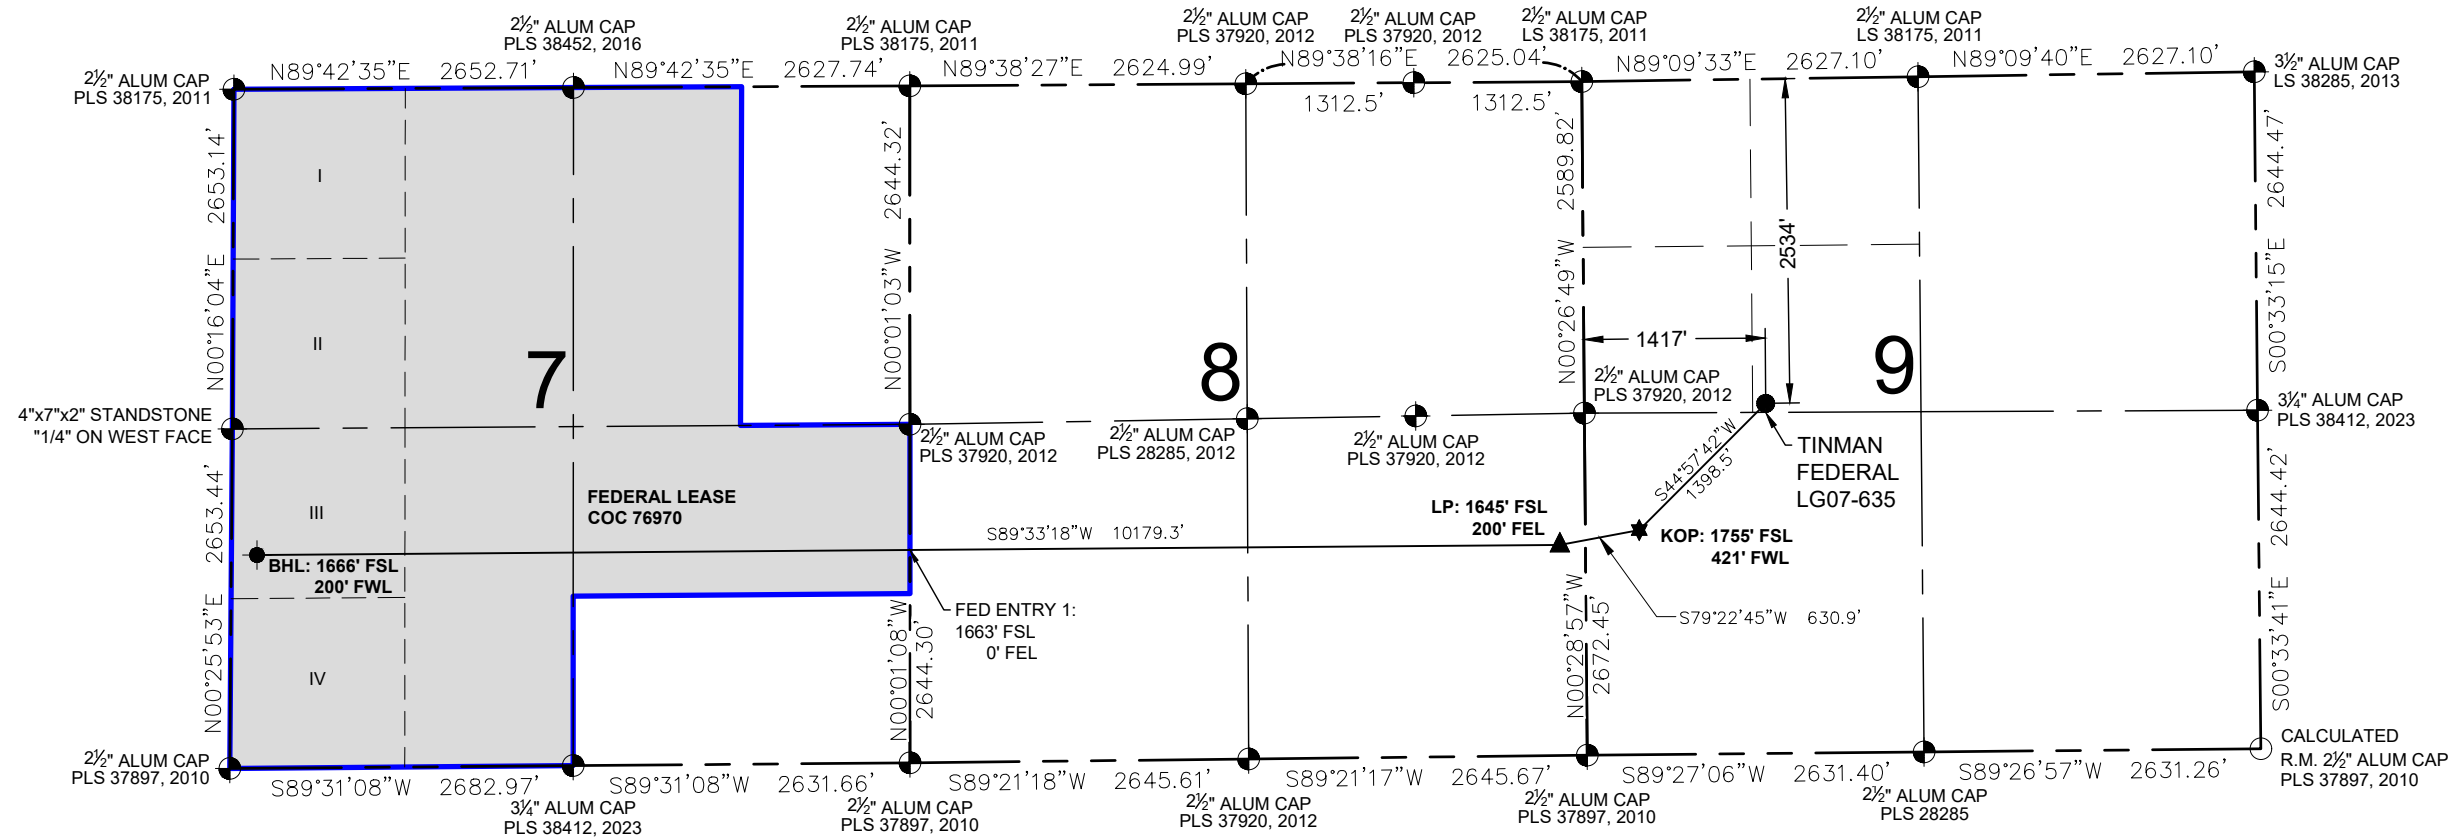 2½" ALUM CAP
PLS 38452, 2016
2½" ALUM CAP
PLS 38175, 2011
2½" ALUM CAP
PLS 37920, 2012
2½" ALUM CAP
PLS 37920, 2012
2½" ALUM CAP
LS 38175, 2011
2½" ALUM CAP
LS 38175, 2011
2½" ALUM CAP
PLS 38175, 2011
N89°42'35"E 2652.71'
N89°42'35"E 2627.74'
N89°38'27"E 2624.99'
N89°38'16"E 2625.04'
1312.5' 1312.5'
N89°09'33"E 2627.10'
N89°09'40"E 2627.10'
3½" ALUM CAP
LS 38285, 2013
N00°16'04"E 2653.14'
N00°01'03"W 2644.32'
N00°26'49"W 2589.82'
2534'
S00°33'15"E 2644.47'
I
II
7
8
9
1417'
2½" ALUM CAP
PLS 37920, 2012
4"x7"x2" STANDSTONE
"1/4" ON WEST FACE
2½" ALUM CAP
PLS 37920, 2012
2½" ALUM CAP
PLS 28285, 2012
2½" ALUM CAP
PLS 37920, 2012
3¼" ALUM CAP
PLS 38412, 2023
TINMAN
FEDERAL
LG07-635
S44°57'42"W
1398.5'
III
FEDERAL LEASE
COC 76970
S89°33'18"W 10179.3'
LP: 1645' FSL
200' FEL
KOP: 1755' FSL
421' FWL
BHL: 1666' FSL
200' FWL
FED ENTRY 1:
1663' FSL
0' FEL
S79°22'45"W 630.9'
N00°25'53"E 2653.44'
N00°01'08"W
2644.30'
N00°28'57"W
2672.45'
S00°33'41"E 2644.42'
IV
CALCULATED
R.M. 2½" ALUM CAP
PLS 37897, 2010
2½" ALUM CAP
PLS 37897, 2010
S89°31'08"W 2682.97'
S89°31'08"W 2631.66'
S89°21'18"W 2645.61'
S89°21'17"W 2645.67'
S89°27'06"W 2631.40'
S89°26'57"W 2631.26'
3¼" ALUM CAP
PLS 38412, 2023
2½" ALUM CAP
PLS 37897, 2010
2½" ALUM CAP
PLS 37920, 2012
2½" ALUM CAP
PLS 37897, 2010
2½" ALUM CAP
PLS 28285